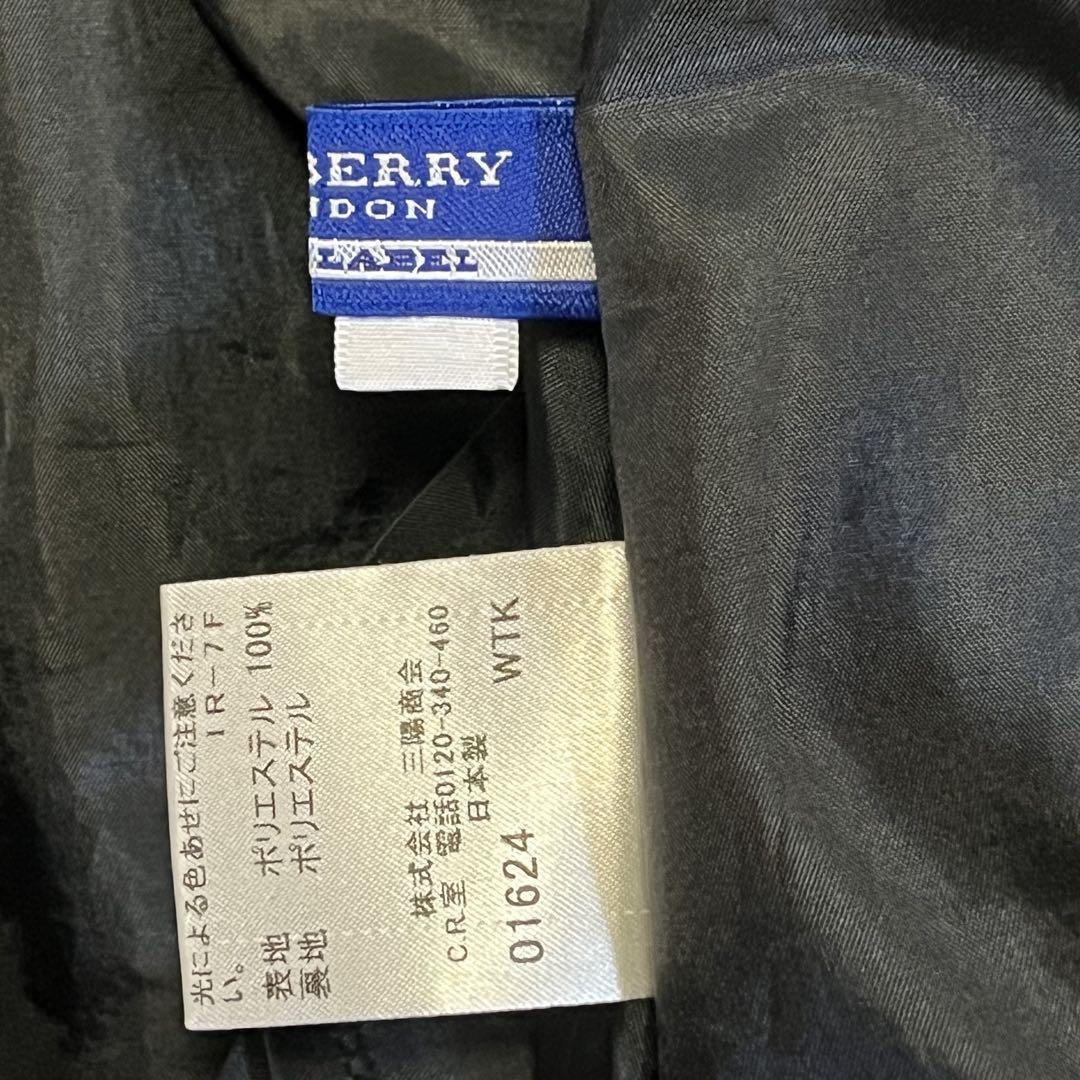 BERRY
NDON
LABEL
光による色あせにご注意くださ
い。 IR-7F
表地 ポリエステル 100%
裏地 ポリエステル
株式会社 三陽商会
C.R.室 電話0120-340-460
日本製
01624 WTK